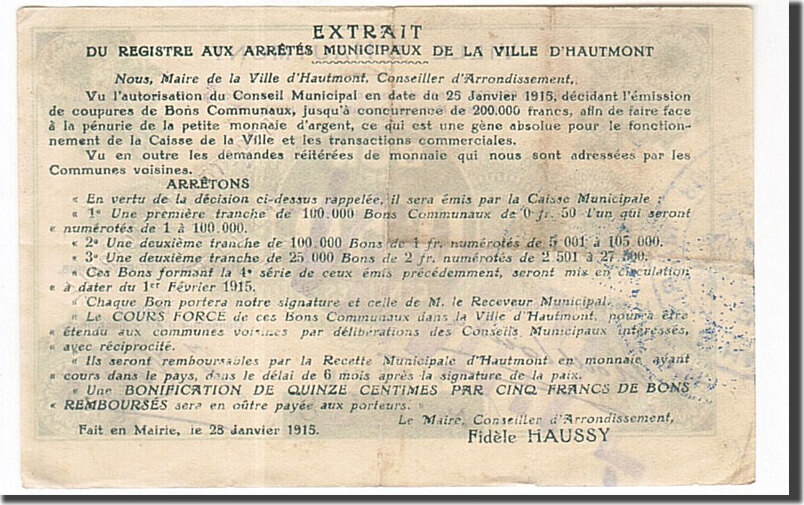 EXTRAIT
DU REGISTRE AUX ARRÊTÉS MUNICIPAUX DE LA VILLE D'HAUTMONT
Nous, Maire de la Ville d'Hautmont, Conseiller d'Arrondissement,
Vu l'autorisation du Conseil Municipal en date du 25 Janvier 1915, décidant l'émission
de coupures de Bons Communaux, jusqu'à concurrence de 200.000 francs, afin de faire face
à la pénurie de la petite monnaie d'argent, ce qui est une gène absolue pour le fonction-
nement de la Caisse de la Ville et les transactions commerciales.
Vu en outre les demandes réitérées de monnaie qui nous sont adressées par les
Communes voisines.
ARRÊTONS
« En vertu de la décision ci-dessus rappelée, il sera émis par la Caisse Municipale :
« 1º Une première tranche de 100.000 Bons Communaux de 0 fr. 50 l'un qui seront
« numérotés de 1 à 100.000.
« 2º Une deuxième tranche de 100.000 Bons de 1 fr. numérotés de 5 001 à 105 000.
« 3º Une deuxième tranche de 25 000 Bons de 2 fr. numérotés de 2 501 à 27 500.
« Ces Bons formant la 4e série de ceux émis précédemment, seront mis en circulation
« à dater du 1er Février 1915.
« Chaque Bon portera notre signature et celle de M. le Receveur Municipal.
« Le COURS FORCÉ de ces Bons Communaux dans la Ville d'Hautmont, pourra être
« étendu aux communes voisines par délibérations des Conseils Municipaux intéressés,
« avec réciprocité.
« Ils seront remboursables par la Recette Municipale d'Hautmont en monnaie ayant
« cours dans le pays, dans le délai de 6 mois après la signature de la paix.
« Une BONIFICATION DE QUINZE CENTIMES PAR CINQ FRANCS DE BONS
« REMBOURSÉS sera en oûtre payée aux porteurs. »
Le Maire, Conseiller d'Arrondissement,
Fait en Mairie, le 28 Janvier 1915.
Fidèle HAUSSY